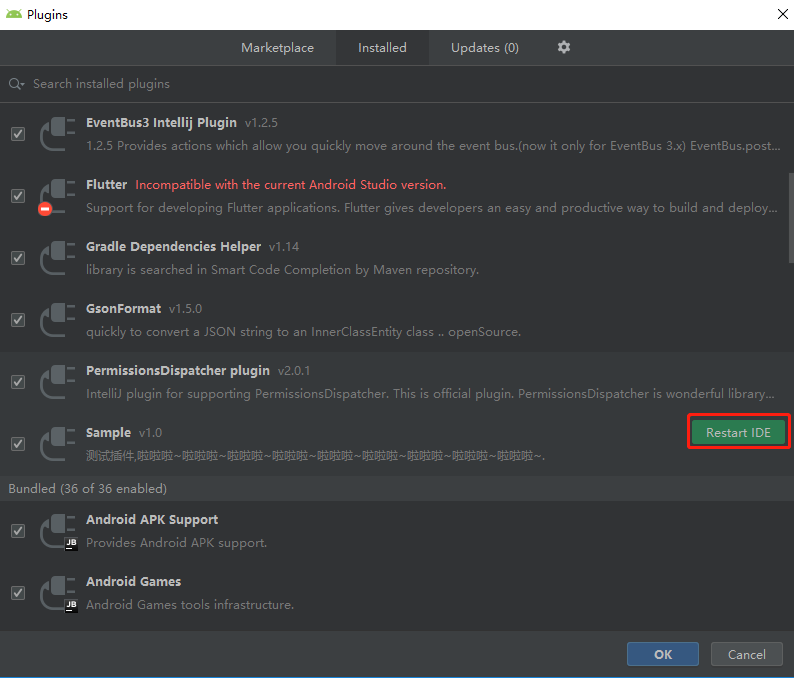 Plugins
Marketplace Installed Updates (0)
Search installed plugins
EventBus3 Intellij Plugin v1.2.5
1.2.5 Provides actions which allow you quickly move around the event bus.(now it only for EventBus 3.x) EventBus.post...
Flutter Incompatible with the current Android Studio version.
Support for developing Flutter applications. Flutter gives developers an easy and productive way to build and deploy...
Gradle Dependencies Helper v1.14
library is searched in Smart Code Completion by Maven repository.
GsonFormat v1.5.0
quickly to convert a JSON string to an InnerClassEntity class .. openSource.
PermissionsDispatcher plugin v2.0.1
IntelliJ plugin for supporting PermissionsDispatcher. This is official plugin. PermissionsDispatcher is wonderful library...
Sample v1.0 Restart IDE
测试插件,啦啦啦~啦啦啦~啦啦啦~啦啦啦~啦啦啦~啦啦啦~啦啦啦~啦啦啦~啦啦啦~.
Bundled (36 of 36 enabled)
Android APK Support
JB Provides Android APK support.
Android Games
JB Android Games tools infrastructure.
OK Cancel